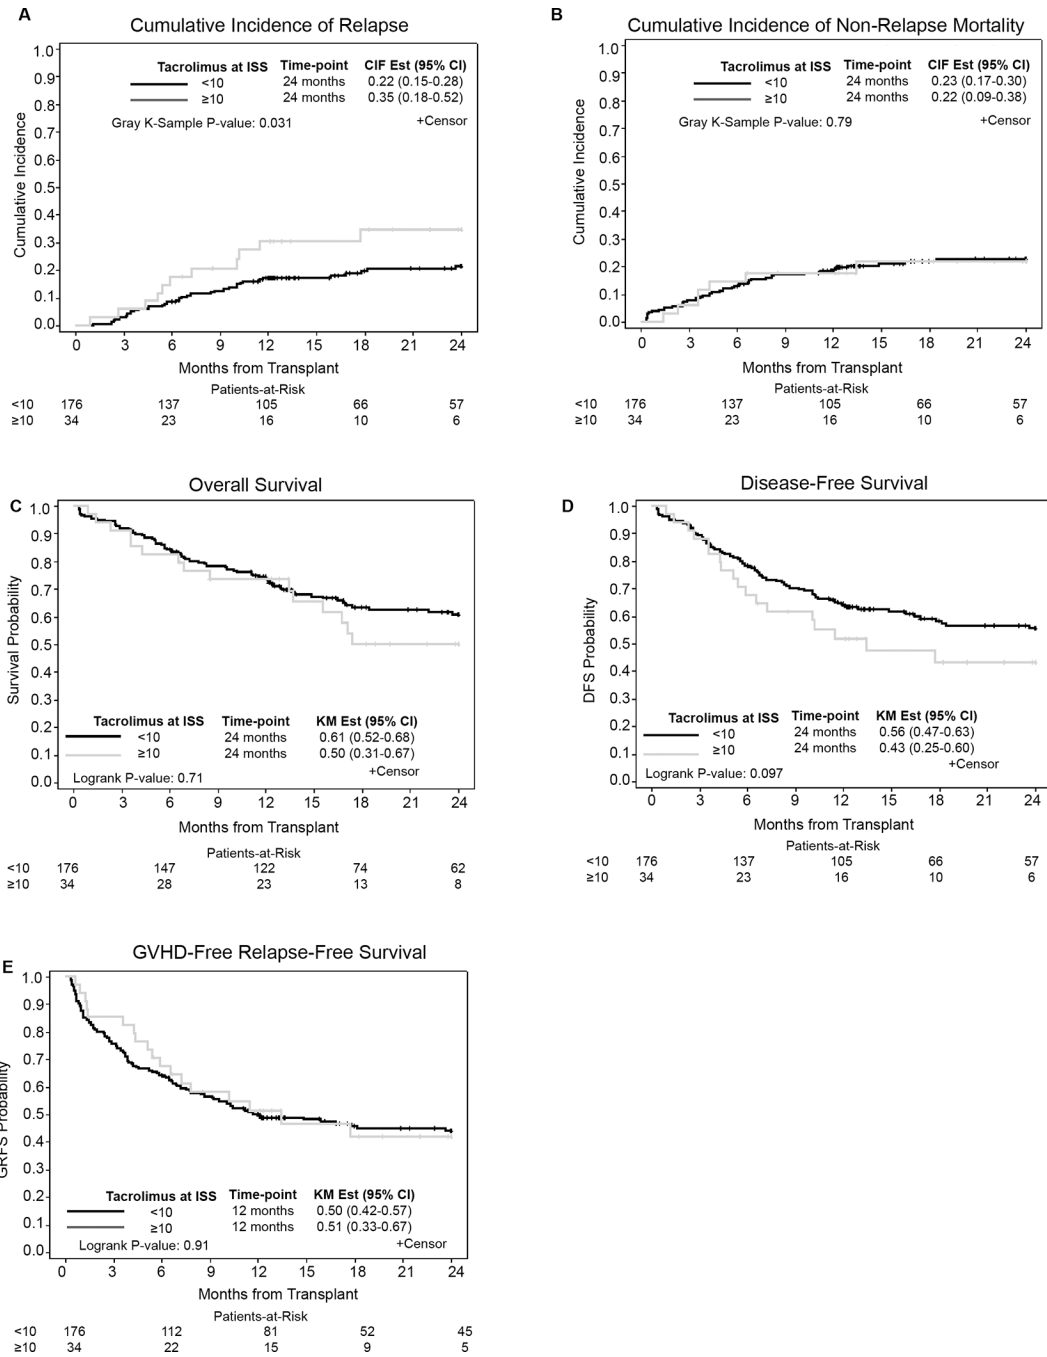 A
Cumulative Incidence of Relapse
1.0
0.9
0.8
0.7
0.6
0.5
0.4
0.3
0.2
0.1
0.0
Cumulative Incidence
Tacrolimus at ISS Time-point CIF Est (95% CI)
<10 24 months 0.22 (0.15-0.28)
≥10 24 months 0.35 (0.18-0.52)
Gray K-Sample P-value: 0.031 +Censor
0 3 6 9 12 15 18 21 24
Months from Transplant
Patients-at-Risk
<10 176 137 105 66 57
≥10 34 23 16 10 6
B
Cumulative Incidence of Non-Relapse Mortality
1.0
0.9
0.8
0.7
0.6
0.5
0.4
0.3
0.2
0.1
0.0
Cumulative Incidence
Tacrolimus at ISS Time-point CIF Est (95% CI)
<10 24 months 0.23 (0.17-0.30)
≥10 24 months 0.22 (0.09-0.38)
Gray K-Sample P-value: 0.79 +Censor
0 3 6 9 12 15 18 21 24
Months from Transplant
Patients-at-Risk
<10 176 137 105 66 57
≥10 34 23 16 10 6
C
Overall Survival
1.0
0.9
0.8
0.7
0.6
0.5
0.4
0.3
0.2
0.1
0.0
Survival Probability
Tacrolimus at ISS Time-point KM Est (95% CI)
<10 24 months 0.61 (0.52-0.68)
≥10 24 months 0.50 (0.31-0.67)
+Censor
Logrank P-value: 0.71
0 3 6 9 12 15 18 21 24
Months from Transplant
Patients-at-Risk
<10 176 147 122 74 62
≥10 34 28 23 13 8
D
Disease-Free Survival
1.0
0.9
0.8
0.7
0.6
0.5
0.4
0.3
0.2
0.1
0.0
DFS Probability
Tacrolimus at ISS Time-point KM Est (95% CI)
<10 24 months 0.56 (0.47-0.63)
≥10 24 months 0.43 (0.25-0.60)
+Censor
Logrank P-value: 0.097
0 3 6 9 12 15 18 21 24
Months from Transplant
Patients-at-Risk
<10 176 137 105 66 57
≥10 34 23 16 10 6
E
GVHD-Free Relapse-Free Survival
1.0
0.9
0.8
0.7
0.6
0.5
0.4
0.3
0.2
0.1
0.0
GRFS Probability
Tacrolimus at ISS Time-point KM Est (95% CI)
<10 12 months 0.50 (0.42-0.57)
≥10 12 months 0.51 (0.33-0.67)
Logrank P-value: 0.91 +Censor
0 3 6 9 12 15 18 21 24
Months from Transplant
Patients-at-Risk
<10 176 112 81 52 45
≥10 34 22 15 9 5